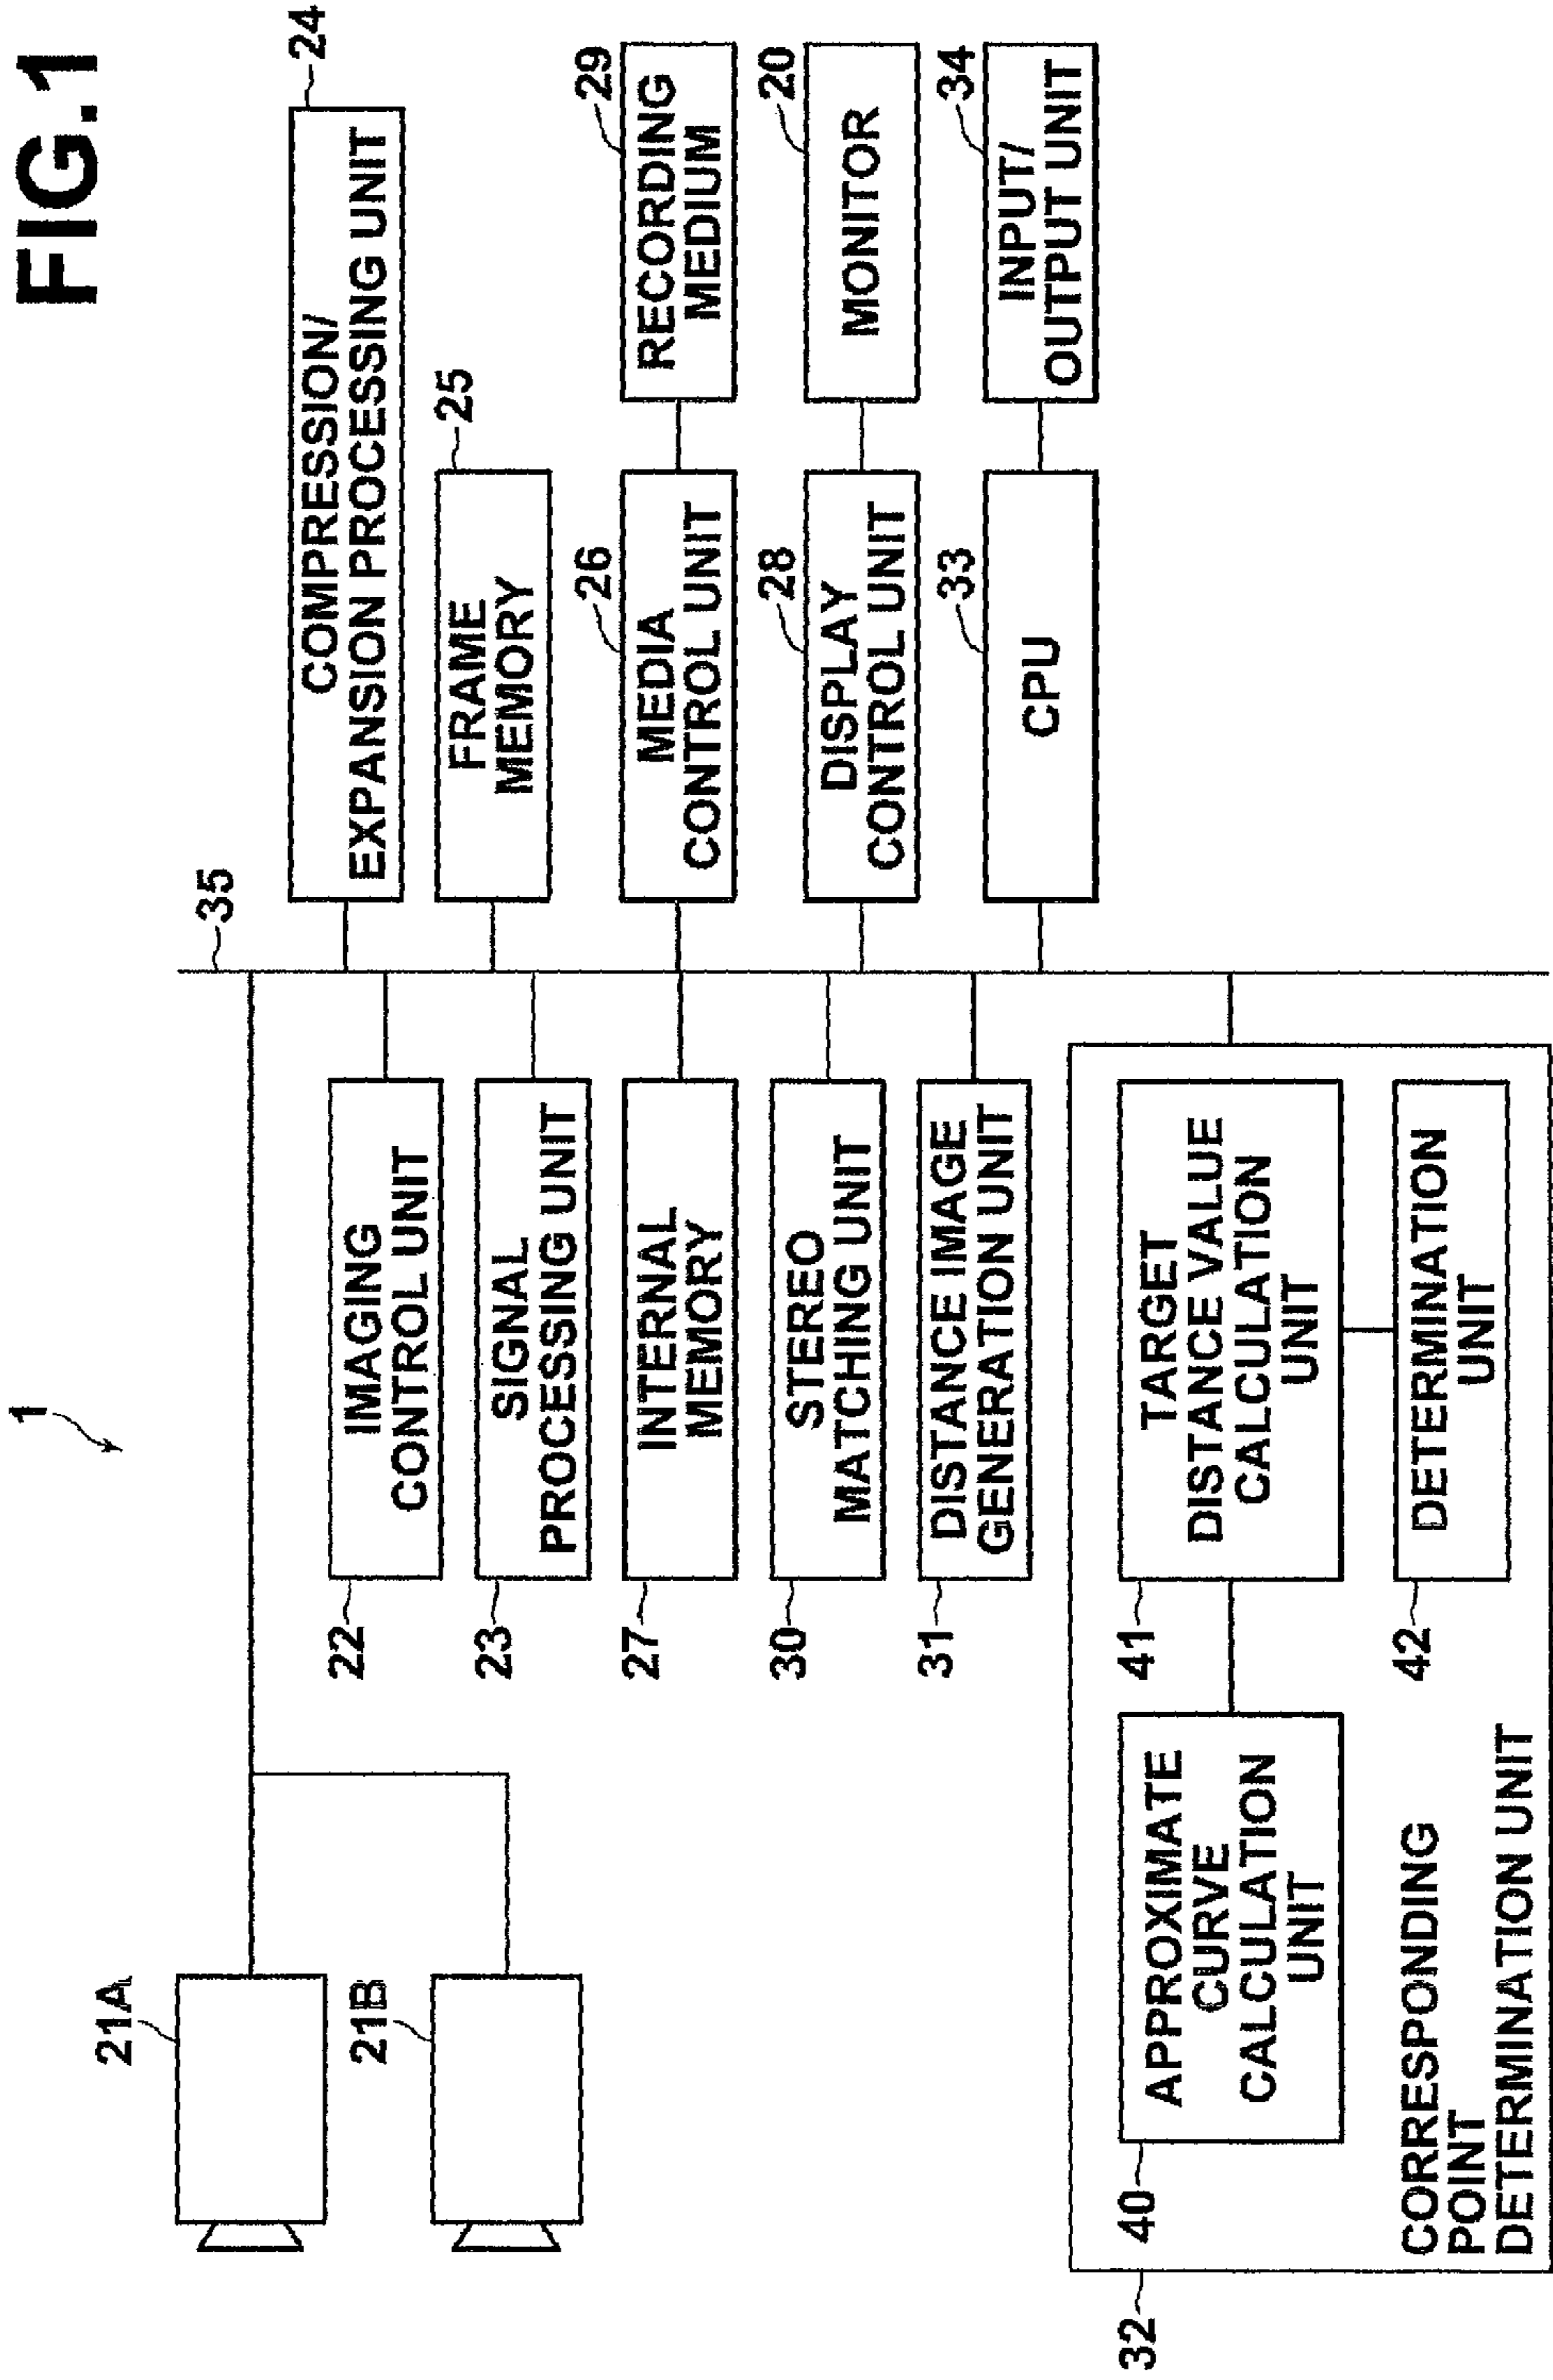 FIG.1
1
35
21A
21B
22
IMAGING
CONTROL UNIT
23
SIGNAL
PROCESSING UNIT
27
INTERNAL
MEMORY
30
STEREO
MATCHING UNIT
31
DISTANCE IMAGE
GENERATION UNIT
24
COMPRESSION/
EXPANSION PROCESSING UNIT
25
FRAME
MEMORY
26
MEDIA
CONTROL UNIT
29
RECORDING
MEDIUM
28
DISPLAY
CONTROL UNIT
20
MONITOR
33
CPU
34
INPUT/
OUTPUT UNIT
32
40
APPROXIMATE
CURVE
CALCULATION
UNIT
41
TARGET
DISTANCE VALUE
CALCULATION
UNIT
42
DETERMINATION
UNIT
CORRESPONDING
POINT
DETERMINATION UNIT